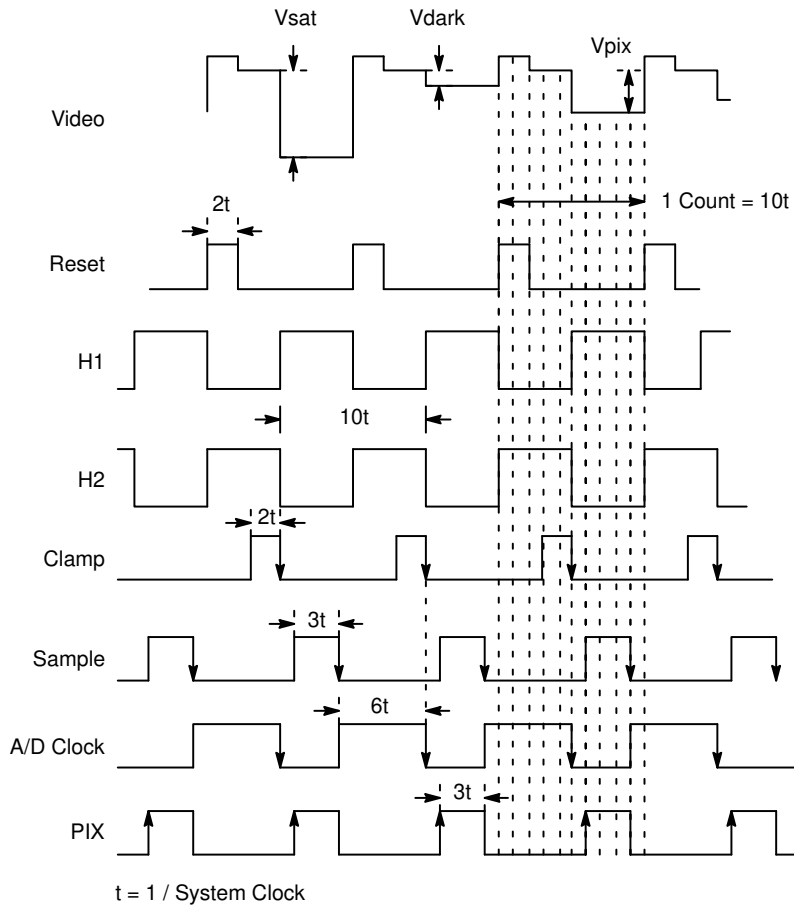 Vsat
Vdark
Vpix
Video
2t
1 Count = 10t
Reset
H1
10t
H2
2t
Clamp
3t
Sample
6t
A/D Clock
3t
PIX
t = 1 / System Clock